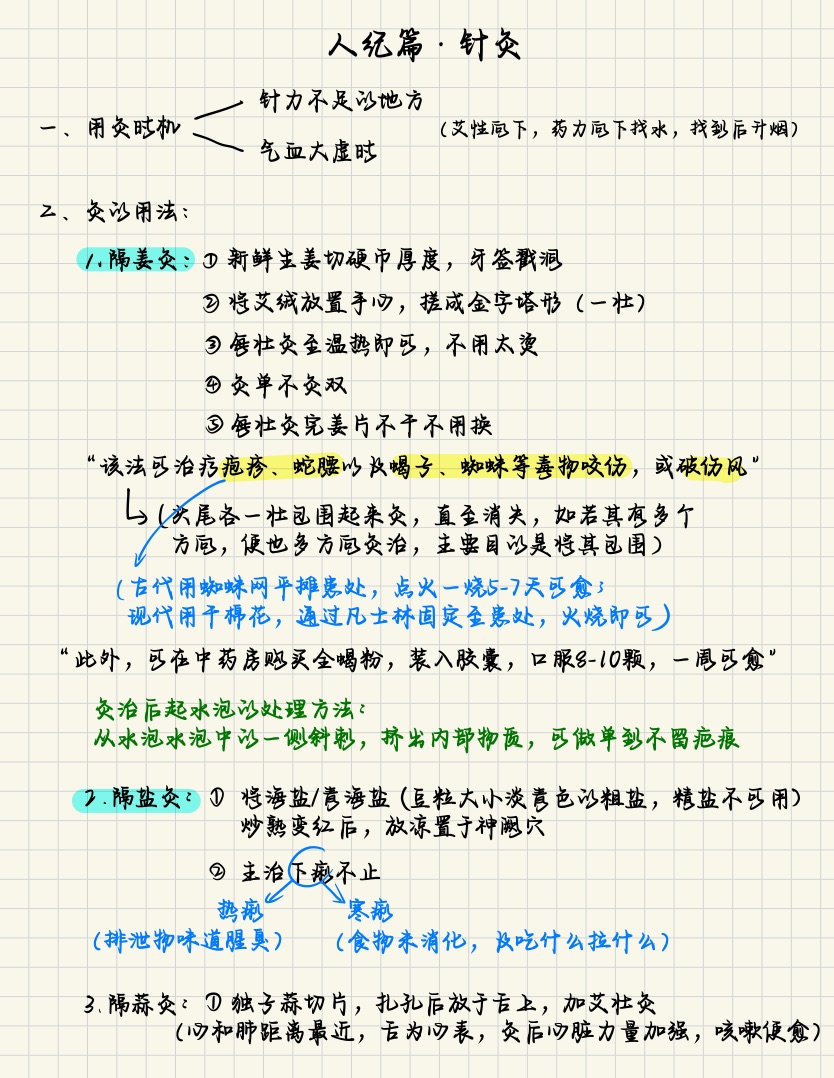 人纪篇·针灸
针力不足的地方
一、用灸时机
(艾性向下，药力向下找水，找到后升烟)
气血大虚时
二、灸的用法：
1.隔姜灸：① 新鲜生姜切硬币厚度，牙签戳洞
② 将艾绒放置手心，搓成金字塔形（一壮）
③ 每壮灸至温热即可，不用太烫
④ 灸单不灸双
⑤ 每壮灸完姜片不干不用换
“该法可治疗疱疹、蛇腰以及蝎子、蜘蛛等毒物咬伤，或破伤风”
(头尾各一壮包围起来灸，直至消失，如若其有多个
方向，便也多方向灸治，主要目的是将其包围)
(古代用蜘蛛网平摊患处，点火一烧5-7天可愈；
现代用干棉花，通过凡士林固定至患处，火烧即可)
“此外，可在中药房购买全蝎粉，装入胶囊，口服8-10颗，一周可愈”
灸治后起水泡的处理方法：
从水泡水泡中的一侧斜刺，挤出内部物质，可做单到不留疤痕
2.隔盐灸：① 将海盐/青海盐(豆粒大小淡青色的粗盐，精盐不可用)
炒熟变红后，放凉置于神阙穴
② 主治下痢不止
热痢 寒痢
(排泄物味道腥臭) (食物未消化，及吃什么拉什么)
3.隔蒜灸：① 独子蒜切片，扎孔后放于舌上，加艾壮灸
(心和肺距离最近，舌为心表，灸后心脏力量加强，咳嗽便愈)